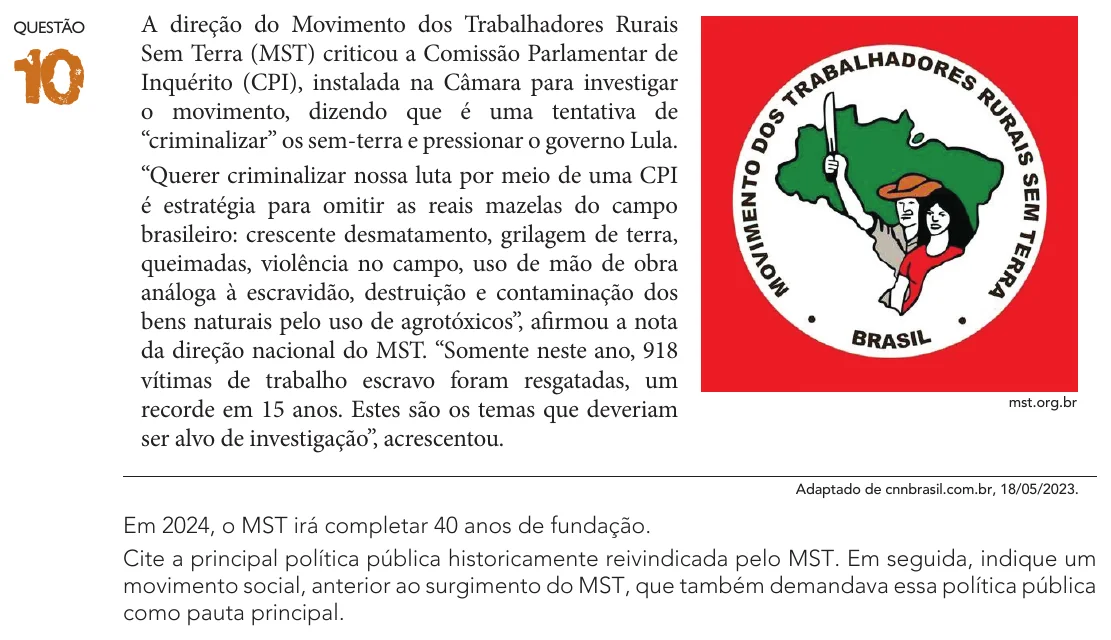 QUESTÃO
10
A direção do Movimento dos Trabalhadores Rurais
Sem Terra (MST) criticou a Comissão Parlamentar de
Inquérito (CPI), instalada na Câmara para investigar
o movimento, dizendo que é uma tentativa de
“criminalizar” os sem-terra e pressionar o governo Lula.
“Querer criminalizar nossa luta por meio de uma CPI
é estratégia para omitir as reais mazelas do campo
brasileiro: crescente desmatamento, grilagem de terra,
queimadas, violência no campo, uso de mão de obra
análoga à escravidão, destruição e contaminação dos
bens naturais pelo uso de agrotóxicos”, afirmou a nota
da direção nacional do MST. “Somente neste ano, 918
vítimas de trabalho escravo foram resgatadas, um
recorde em 15 anos. Estes são os temas que deveriam
ser alvo de investigação”, acrescentou.
MOVIMENTO DOS TRABALHADORES RURAIS SEM TERRA
• BRASIL •
mst.org.br
Adaptado de cnnbrasil.com.br, 18/05/2023.
Em 2024, o MST irá completar 40 anos de fundação.
Cite a principal política pública historicamente reivindicada pelo MST. Em seguida, indique um
movimento social, anterior ao surgimento do MST, que também demandava essa política pública
como pauta principal.